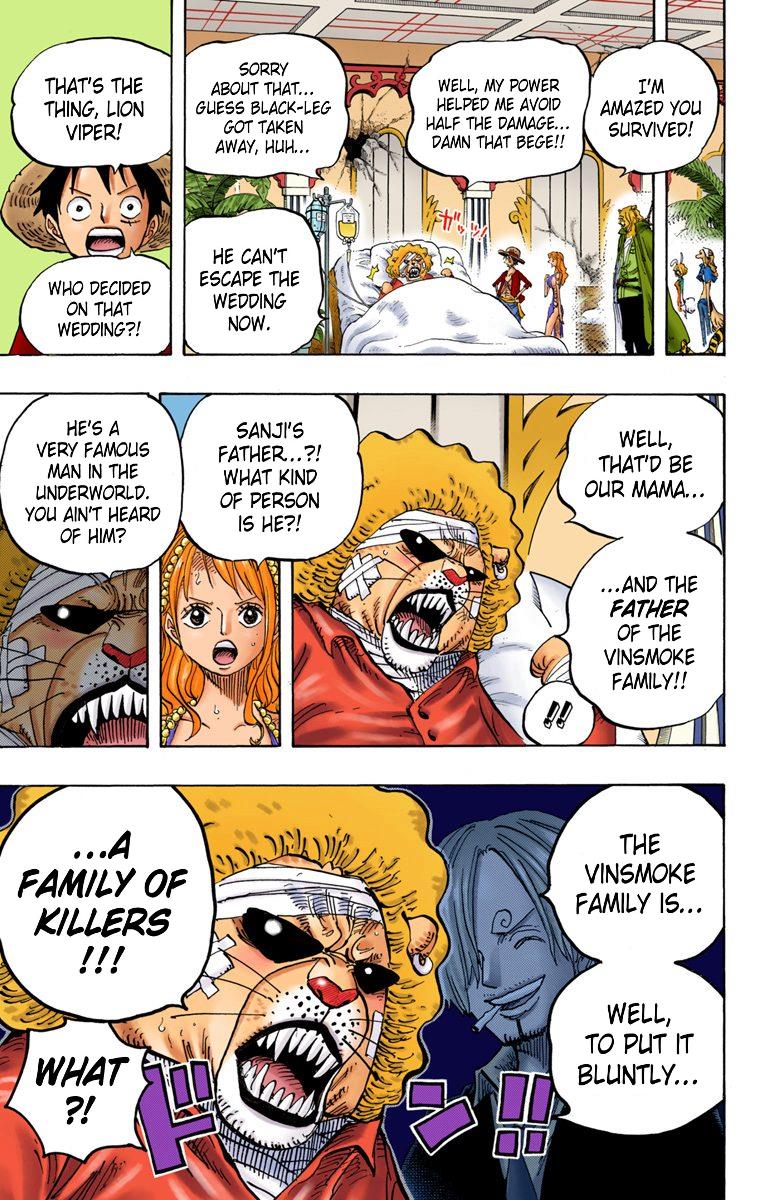 I'M
AMAZED YOU
SURVIVED!
WELL, MY POWER
HELPED ME AVOID
HALF THE DAMAGE...
DAMN THAT BEGE!!
SORRY
ABOUT THAT...
GUESS BLACK-LEG
GOT TAKEN
AWAY, HUH...
HE CAN'T
ESCAPE THE
WEDDING
NOW.
ガッツ!
THAT'S THE
THING, LION
VIPER!
WHO DECIDED
ON THAT
WEDDING?!
WELL,
THAT'D BE
OUR MAMA...
...AND THE
FATHER
OF THE
VINSMOKE
FAMILY!!
!!
SANJI'S
FATHER...?!
WHAT KIND
OF PERSON
IS HE?!
HE'S A
VERY FAMOUS
MAN IN THE
UNDERWORLD.
YOU AIN'T HEARD
OF HIM?
THE
VINSMOKE
FAMILY IS...
WELL,
TO PUT IT
BLUNTLY...
...A
FAMILY OF
KILLERS
!!!
WHAT
?!
ドン!!